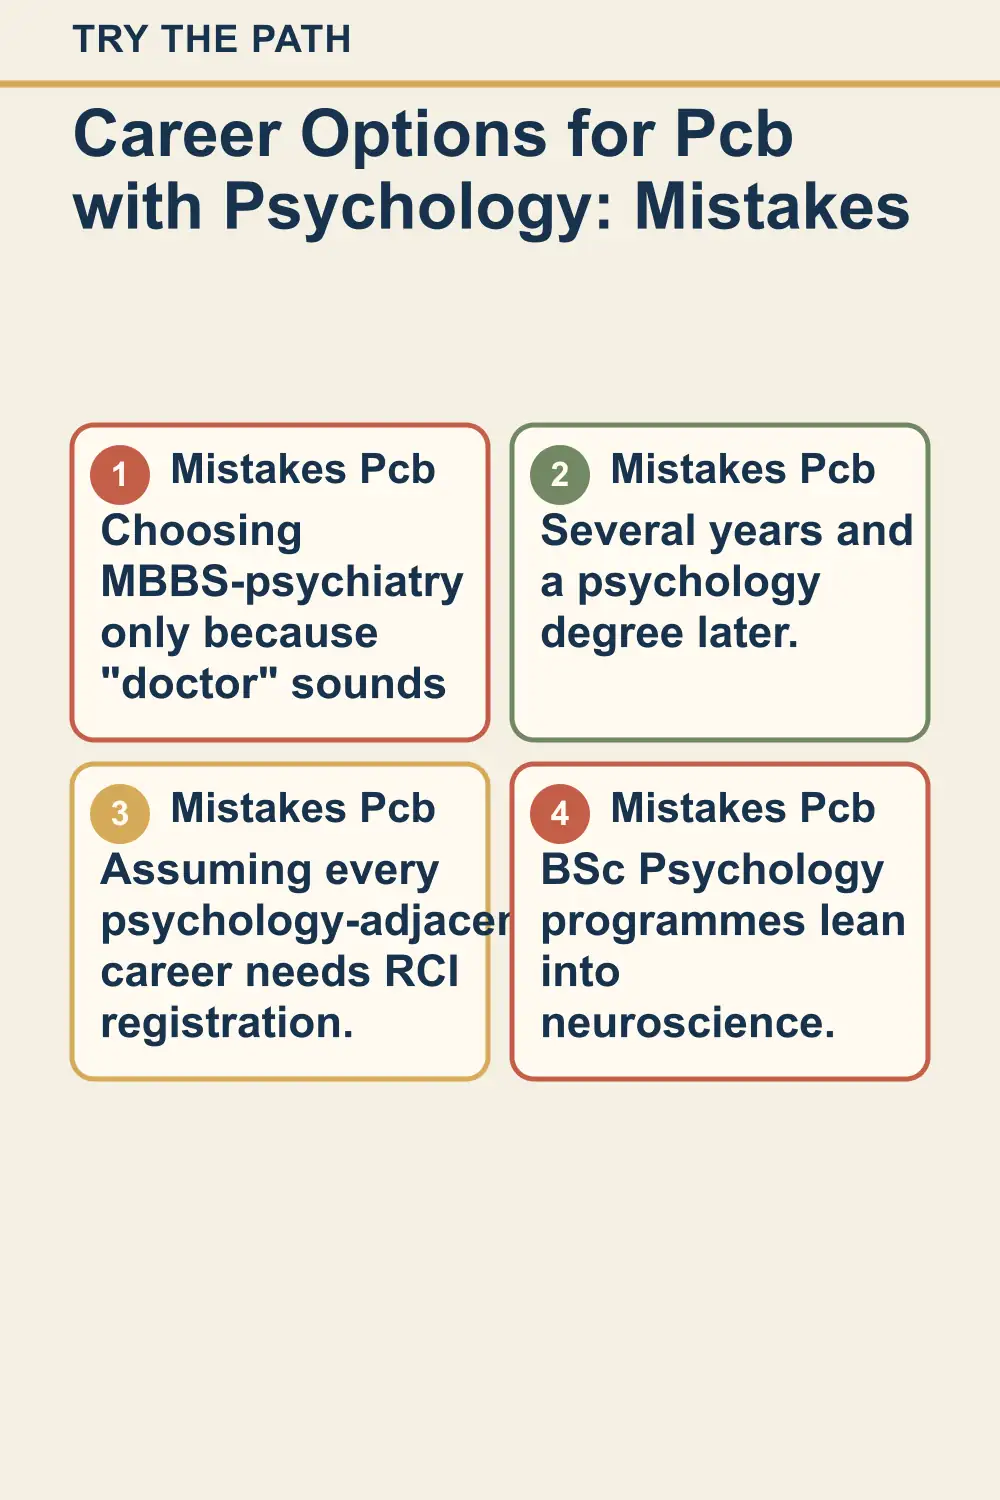 TRY THE PATH
Career Options for Pcb
with Psychology: Mistakes
1 Mistakes Pcb
Choosing
MBBS-psychiatry
only because
"doctor" sounds
2 Mistakes Pcb
Several years and
a psychology
degree later.
3 Mistakes Pcb
Assuming every
psychology-adjacen
career needs RCI
registration.
4 Mistakes Pcb
BSc Psychology
programmes lean
into
neuroscience.